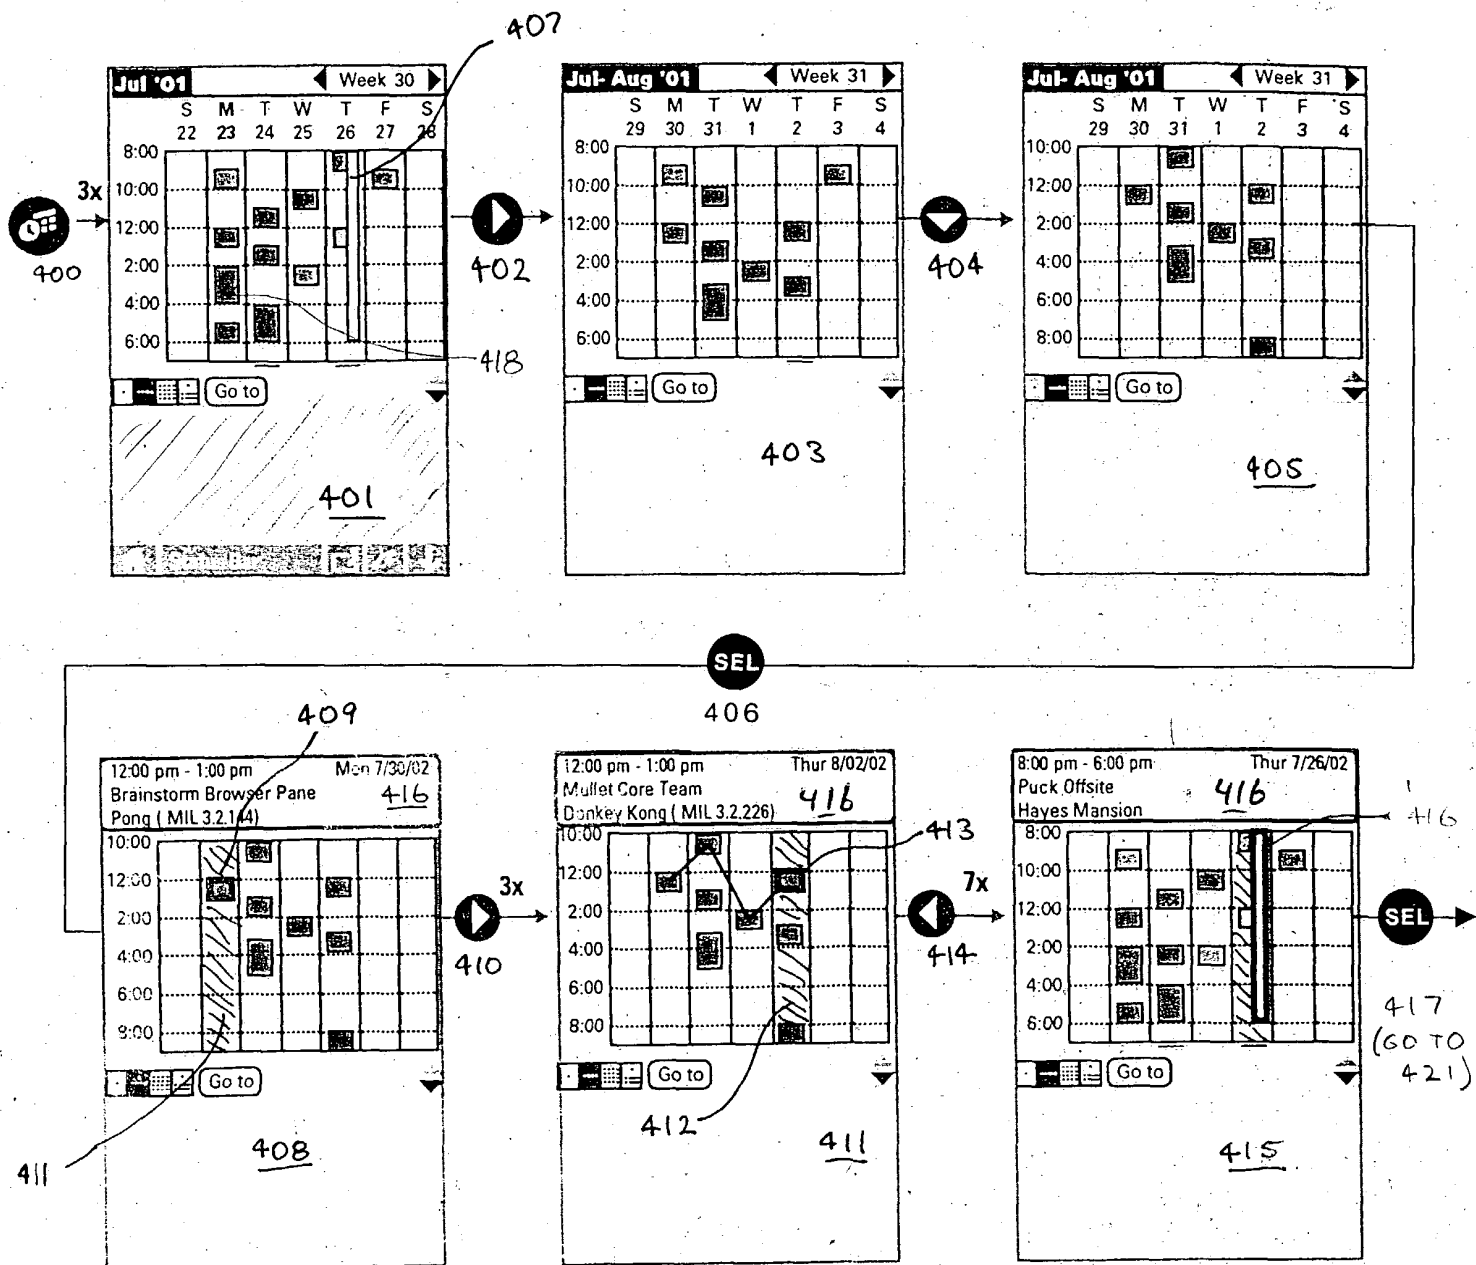 407
Jul '01 Week 30
S M T W T F S
22 23 24 25 26 27 28
8:00
10:00
12:00
2:00
4:00
6:00
Go to
401
3x
400
418
402
Jul- Aug '01 Week 31
S M T W T F S
29 30 31 1 2 3 4
8:00
10:00
12:00
2:00
4:00
6:00
Go to
403
404
Jul- Aug '01 Week 31
S M T W T F S
29 30 31 1 2 3 4
10:00
12:00
2:00
4:00
6:00
8:00
Go to
405
SEL
406
409
12:00 pm - 1:00 pm Mon 7/30/02
Brainstorm Browser Pane 416
Pong ( MIL 3.2.144)
10:00
12:00
2:00
4:00
6:00
8:00
Go to
411
408
3x
410
12:00 pm - 1:00 pm Thur 8/02/02
Mullet Core Team 416
Donkey Kong ( MIL 3.2.226)
413
10:00
12:00
2:00
4:00
6:00
8:00
Go to
412
411
7x
414
8:00 pm - 6:00 pm Thur 7/26/02
Puck Offsite 416
Hayes Mansion
416
8:00
10:00
12:00
2:00
4:00
6:00
Go to
415
SEL
417
(GO TO
421)